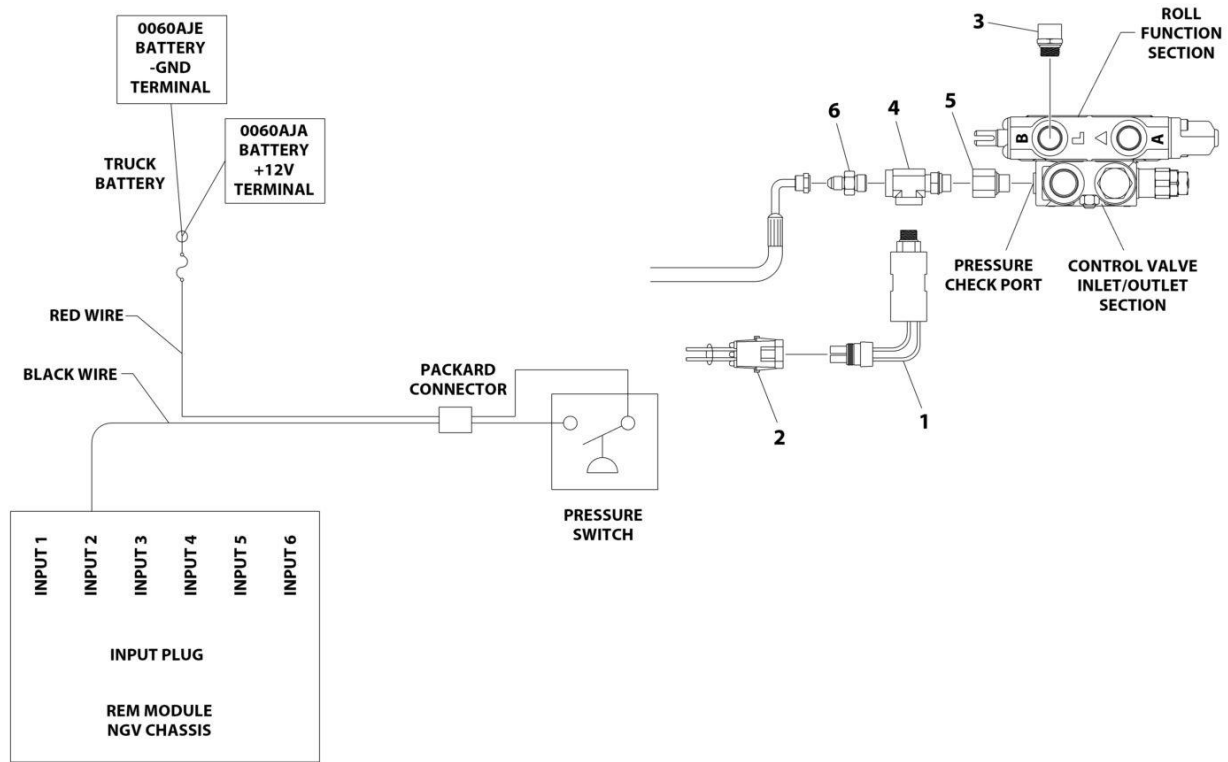 0060AJE
BATTERY
-GND
TERMINAL
0060AJA
BATTERY
+12V
TERMINAL
TRUCK
BATTERY
RED WIRE
BLACK WIRE
PACKARD
CONNECTOR
PRESSURE
SWITCH
INPUT 1
INPUT 2
INPUT 3
INPUT 4
INPUT 5
INPUT 6
INPUT PLUG
REM MODULE
NGV CHASSIS
3
ROLL
FUNCTION
SECTION
6
4
5
B
A
PRESSURE
CHECK PORT
CONTROL VALVE
INLET/OUTLET
SECTION
2
1